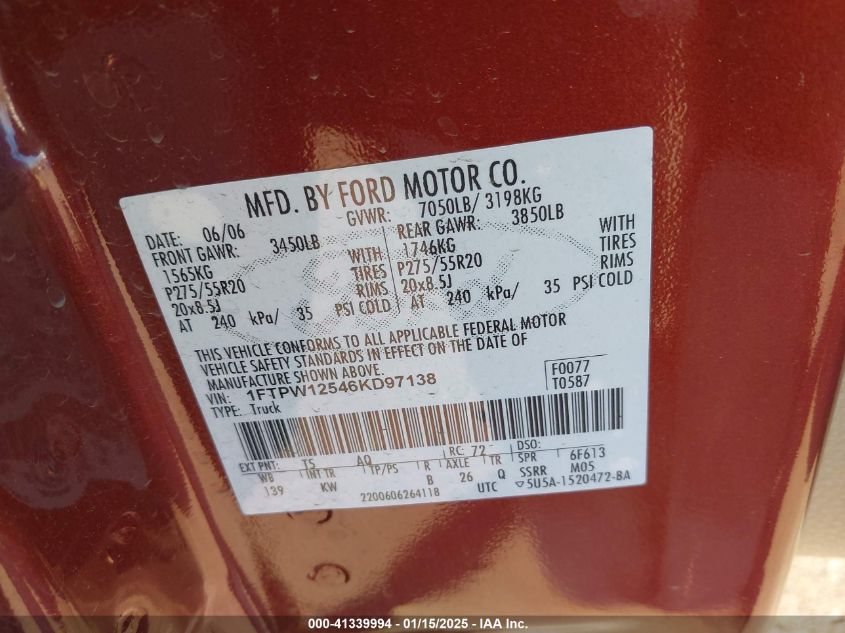 MFD. BY FORD MOTOR CO.
DATE: 06/06 GVWR: 7050LB/ 3198KG
FRONT GAWR: 3450LB REAR GAWR: 3850LB
1565KG WITH 1746KG WITH
P275/55R20 TIRES P275/55R20 TIRES
20x8.5J RIMS 20x8.5J RIMS
AT 240 kPa/ 35 PSI COLD AT 240 kPa/ 35 PSI COLD
THIS VEHICLE CONFORMS TO ALL APPLICABLE FEDERAL MOTOR
VEHICLE SAFETY STANDARDS IN EFFECT ON THE DATE OF
MANUFACTURE SHOWN ABOVE.
VIN: 1FTPW12546KD97138 F0077
TYPE: Truck T0587
EXT PNT: T5 AQ RC: 72 DSO:
WB INT TR TP/PS R AXLE TR SPR 6F613
139 KW B 26 Q SSRR M05
2200606264118 UTC ▽5U5A-1520472-BA
000-41339994 - 01/15/2025 - IAA Inc.